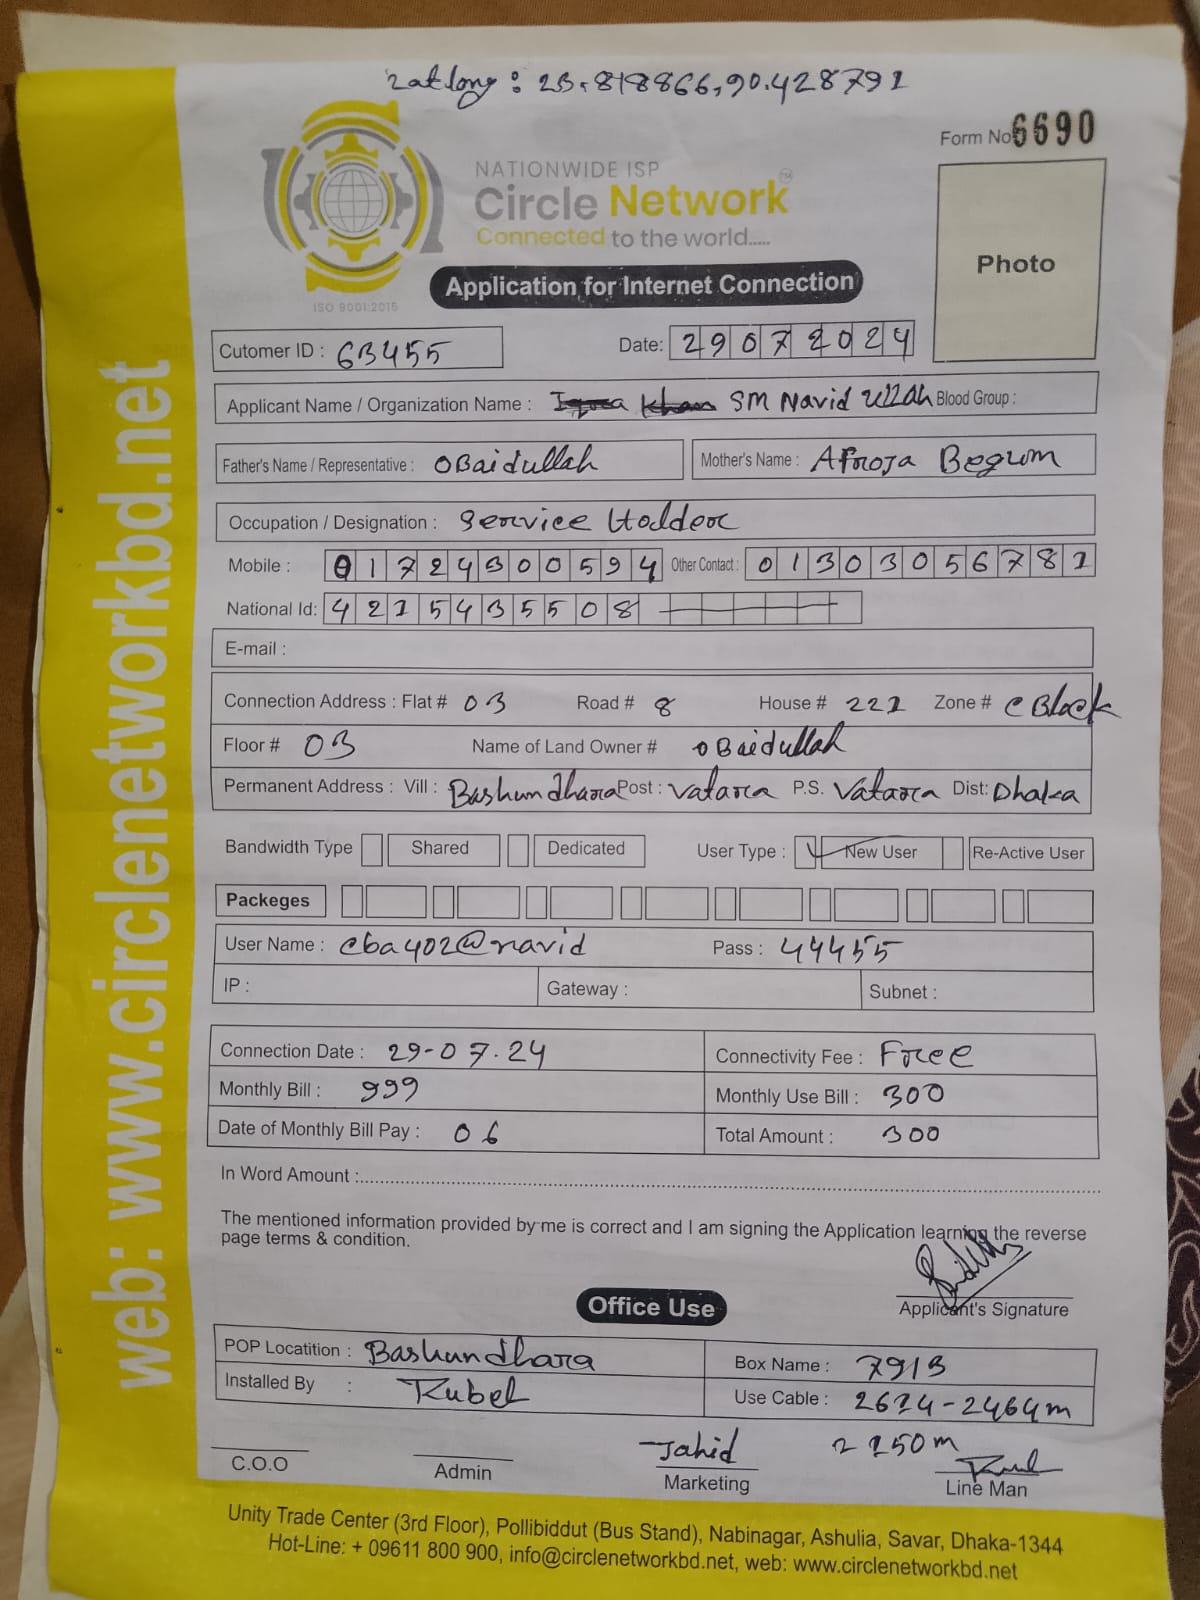 Latlong : 23.818866,90.428791
Form No 6690
NATIONWIDE ISP
Circle Network TM
Connected to the world.....
Photo
ISO 9001:2015
Application for Internet Connection
Cutomer ID : 63455 Date: 29072024
Applicant Name / Organization Name : Iqra Khan SM Navid Ullah Blood Group :
Father's Name / Representative : OBaidullah Mother's Name : Afroja Begum
Occupation / Designation : Service Holder
Mobile : 01724300594 Other Contact : 01303056781
National Id: 4215435508
E-mail :
Connection Address : Flat # 03 Road # 8 House # 221 Zone # C Block
Floor # 03 Name of Land Owner # OBaidullah
Permanent Address : Vill : Bashundhara Post : Vatara P.S. Vatara Dist: Dhaka
Bandwidth Type Shared Dedicated User Type : New User Re-Active User
Packeges
User Name : cba402@navid Pass : 44455
IP : Gateway : Subnet :
Connection Date : 29-07.24 Connectivity Fee : Free
Monthly Bill : 999 Monthly Use Bill : 300
Date of Monthly Bill Pay : 06 Total Amount : 300
In Word Amount :
The mentioned information provided by me is correct and I am signing the Application learning the reverse
page terms & condition.
Applicant's Signature
Office Use
POP Locatition : Bashundhara Box Name : 7913
Installed By : Rubel Use Cable : 2614-2464m
Jahid 2 150m
C.O.O Admin Marketing Line Man
Unity Trade Center (3rd Floor), Pollibiddut (Bus Stand), Nabinagar, Ashulia, Savar, Dhaka-1344
Hot-Line: + 09611 800 900, info@circlenetworkbd.net, web: www.circlenetworkbd.net
web: www.circlenetworkbd.net